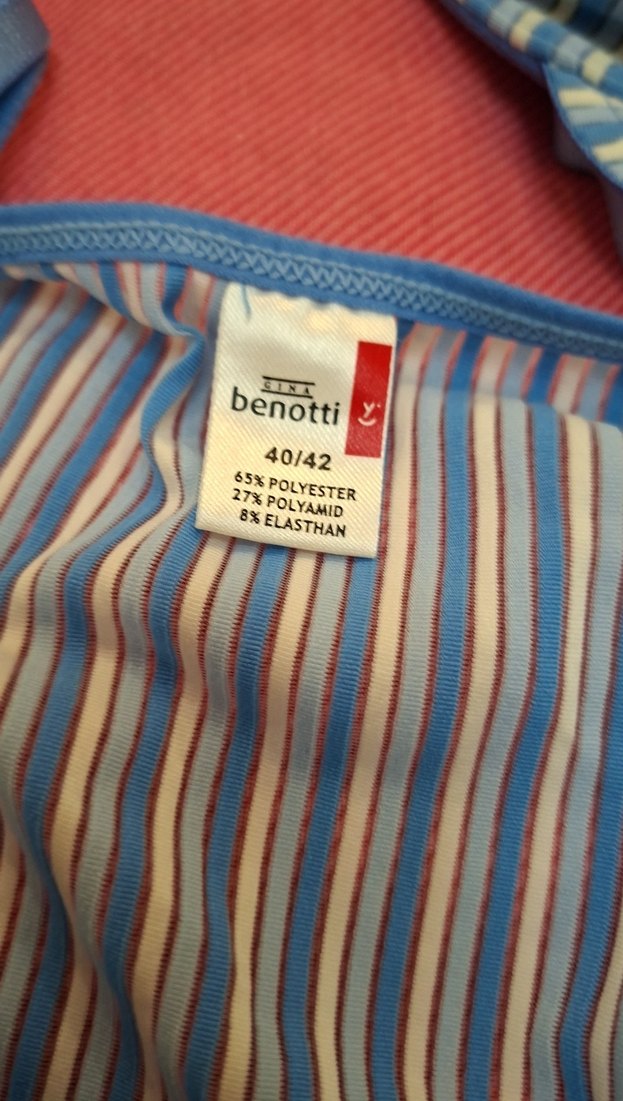 GINA
benotti
y
40/42
65% POLYESTER
27% POLYAMID
8% ELASTHAN